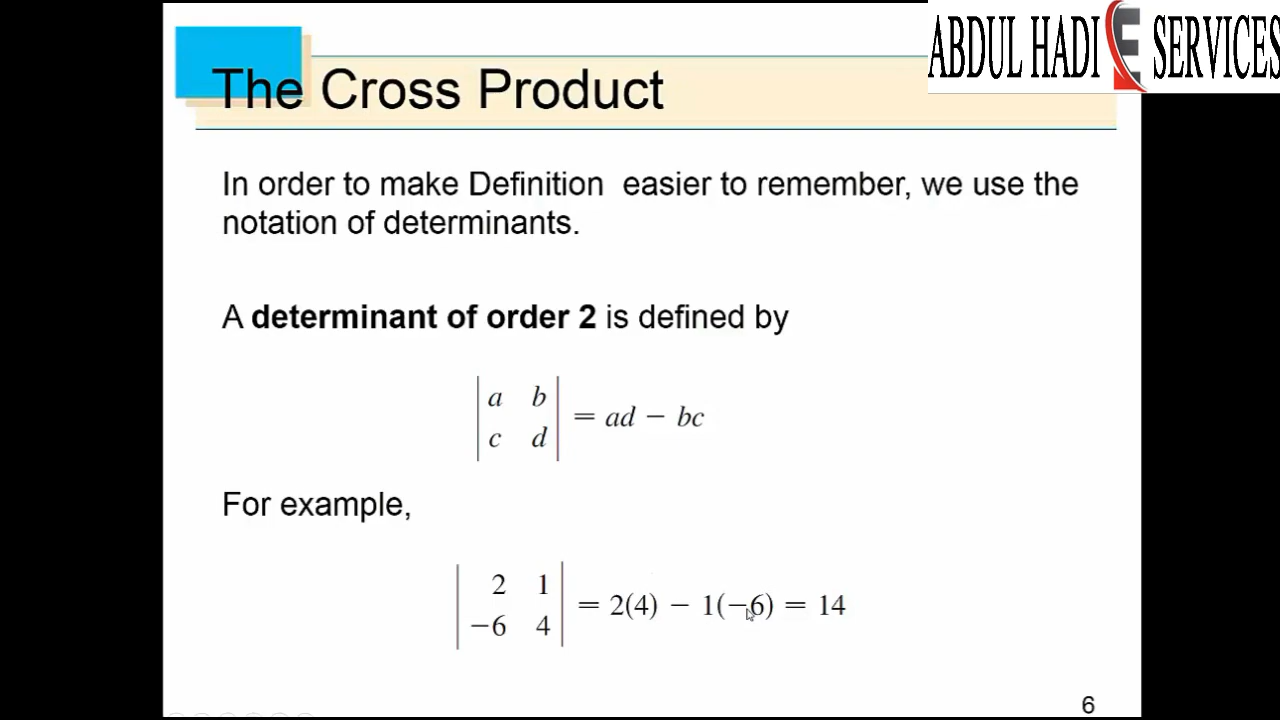 ABDUL HADI E SERVICES
The Cross Product
In order to make Definition easier to remember, we use the
notation of determinants.
A determinant of order 2 is defined by
| a b |
| c d | = ad − bc
For example,
| 2 1 |
| −6 4 | = 2(4) − 1(−6) = 14
6